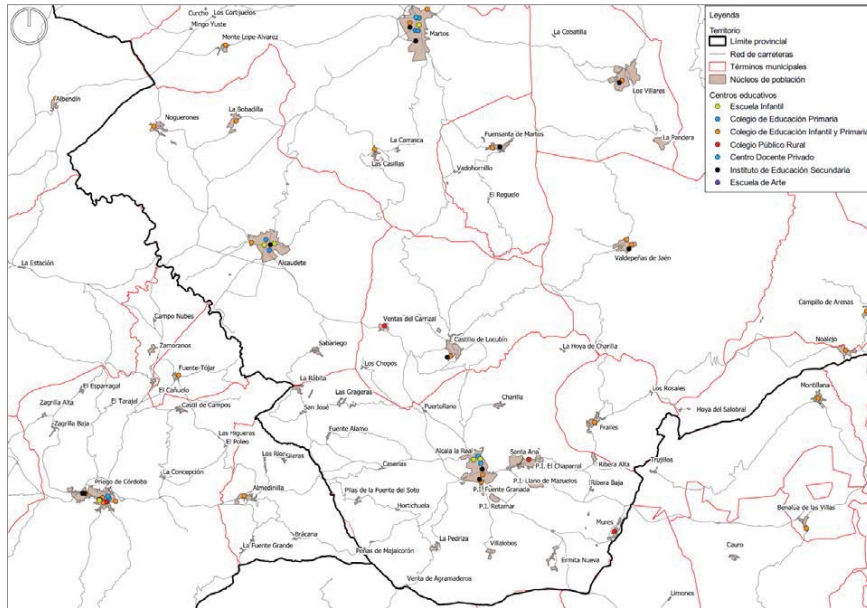 Curcho
Los Cortijuelos
Mingo Yuste
Monte Lope-Alvarez
Martos
La Cobatilla
Los Villares
Albendín
Noguerones
La Bobadilla
La Carrasca
Las Casillas
Fuensanta de Martos
Vadohornillo
La Pandera
El Reguelo
La Estación
Alcaudete
Valdepeñas de Jaén
Campo Nubes
Zamoranos
Fuente-Tójar
Sabariego
Ventas del Carrizal
Castillo de Locubín
La Hoya de Charilla
Campillo de Arenas
Noalejo
El Esparragal
Zagrilla Alta
El Tarajal
El Cañuelo
Zagrilla Baja
Castil de Campos
Los Chopos
La Rábita
San José
Las Grageras
Puertollano
Charilla
Los Rosales
Hoya del Salobral
Montillana
Las Higueras
El Poleo
Fuente Alamo
Frailes
Priego de Córdoba
La Concepción
Los Ríos
Sileras
Caserías
Alcalá la Real
Santa Ana
P.I. El Chaparral
Ribera Alta
Trujillos
Almedinilla
Pilas de la Fuente del Soto
P.I. Fuente Granada
P.I. Llano de Mazuelos
Ribera Baja
Hortichuela
P.I. Retamar
Benalúa de las Villas
La Fuente Grande
Brácana
Peñas de Majalcorón
La Pedriza
Villalobos
Mures
Ermita Nueva
Cauro
Venta de Agramaderos
Limones
Leyenda
Territorio
Límite provincial
Red de carreteras
Términos municipales
Núcleos de población
Centros educativos
Escuela Infantil
Colegio de Educación Primaria
Colegio de Educación Infantil y Primaria
Colegio Público Rural
Centro Docente Privado
Instituto de Educación Secundaria
Escuela de Arte